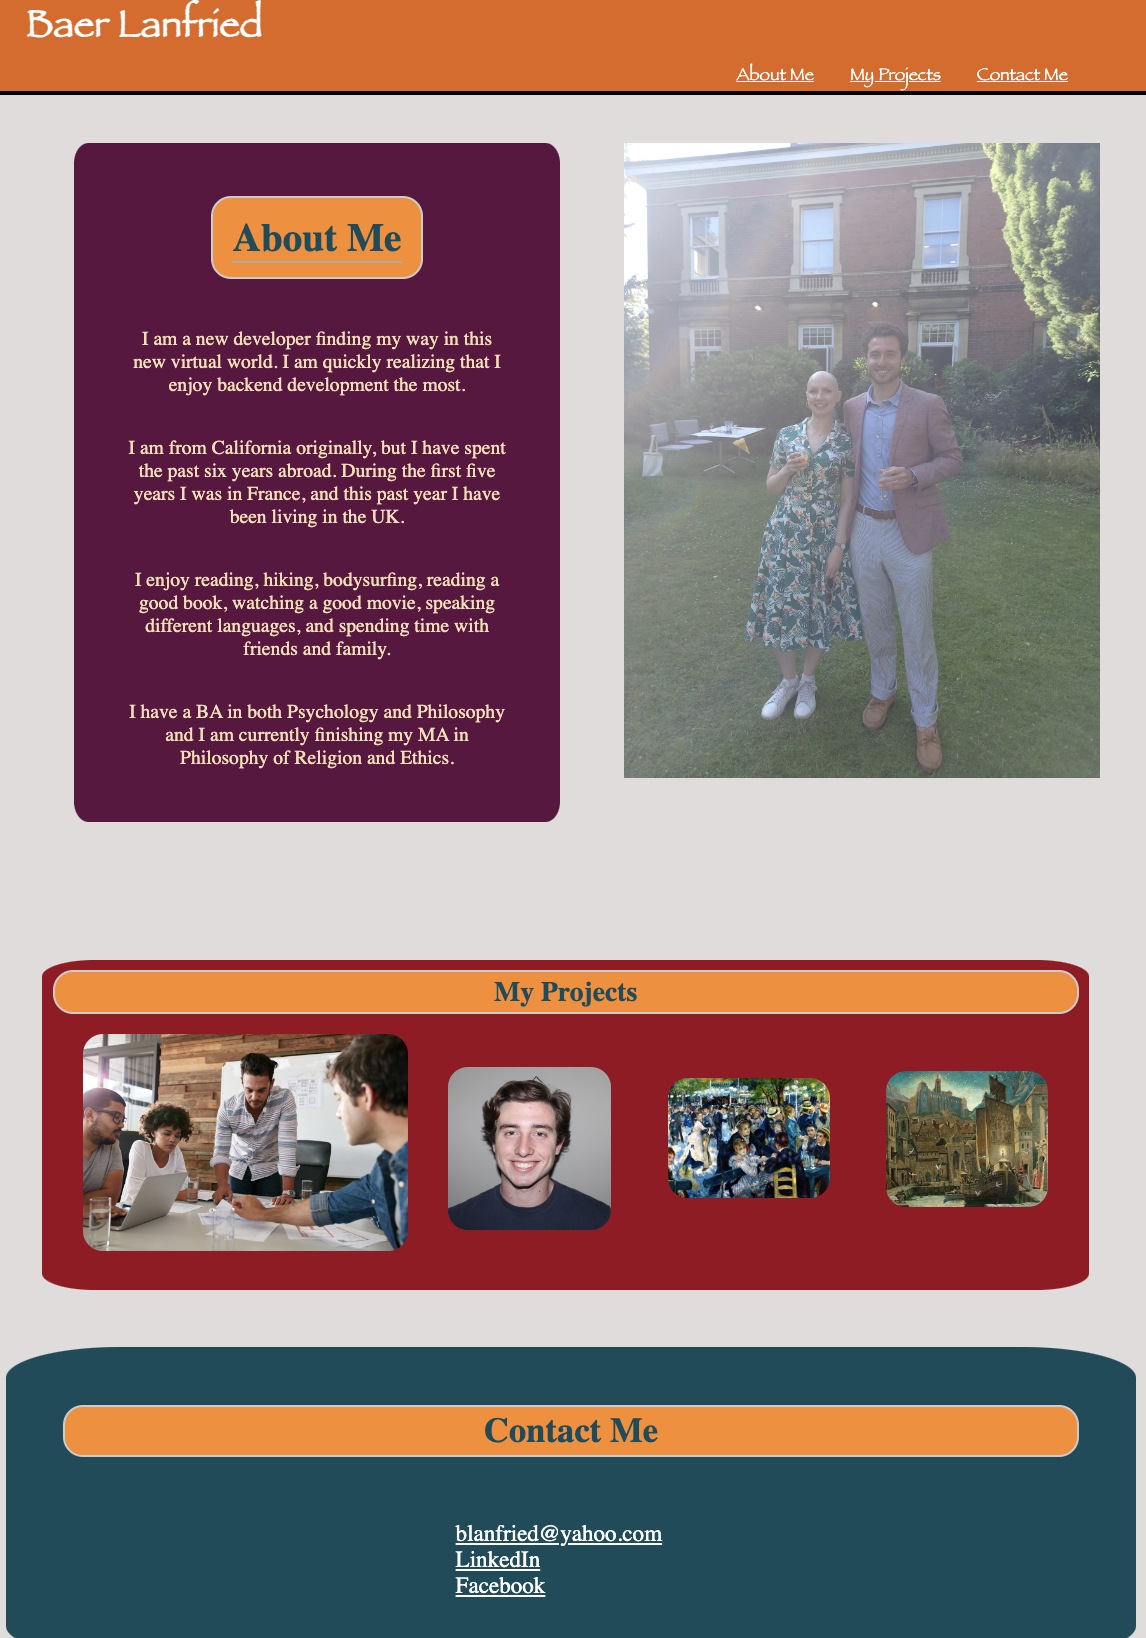 Baer Lanfried
About Me My Projects Contact Me
About Me
I am a new developer finding my way in this
new virtual world. I am quickly realizing that I
enjoy backend development the most.
I am from California originally, but I have spent
the past six years abroad. During the first five
years I was in France, and this past year I have
been living in the UK.
I enjoy reading, hiking, bodysurfing, reading a
good book, watching a good movie, speaking
different languages, and spending time with
friends and family.
I have a BA in both Psychology and Philosophy
and I am currently finishing my MA in
Philosophy of Religion and Ethics.
My Projects
Contact Me
blanfried@yahoo.com
LinkedIn
Facebook